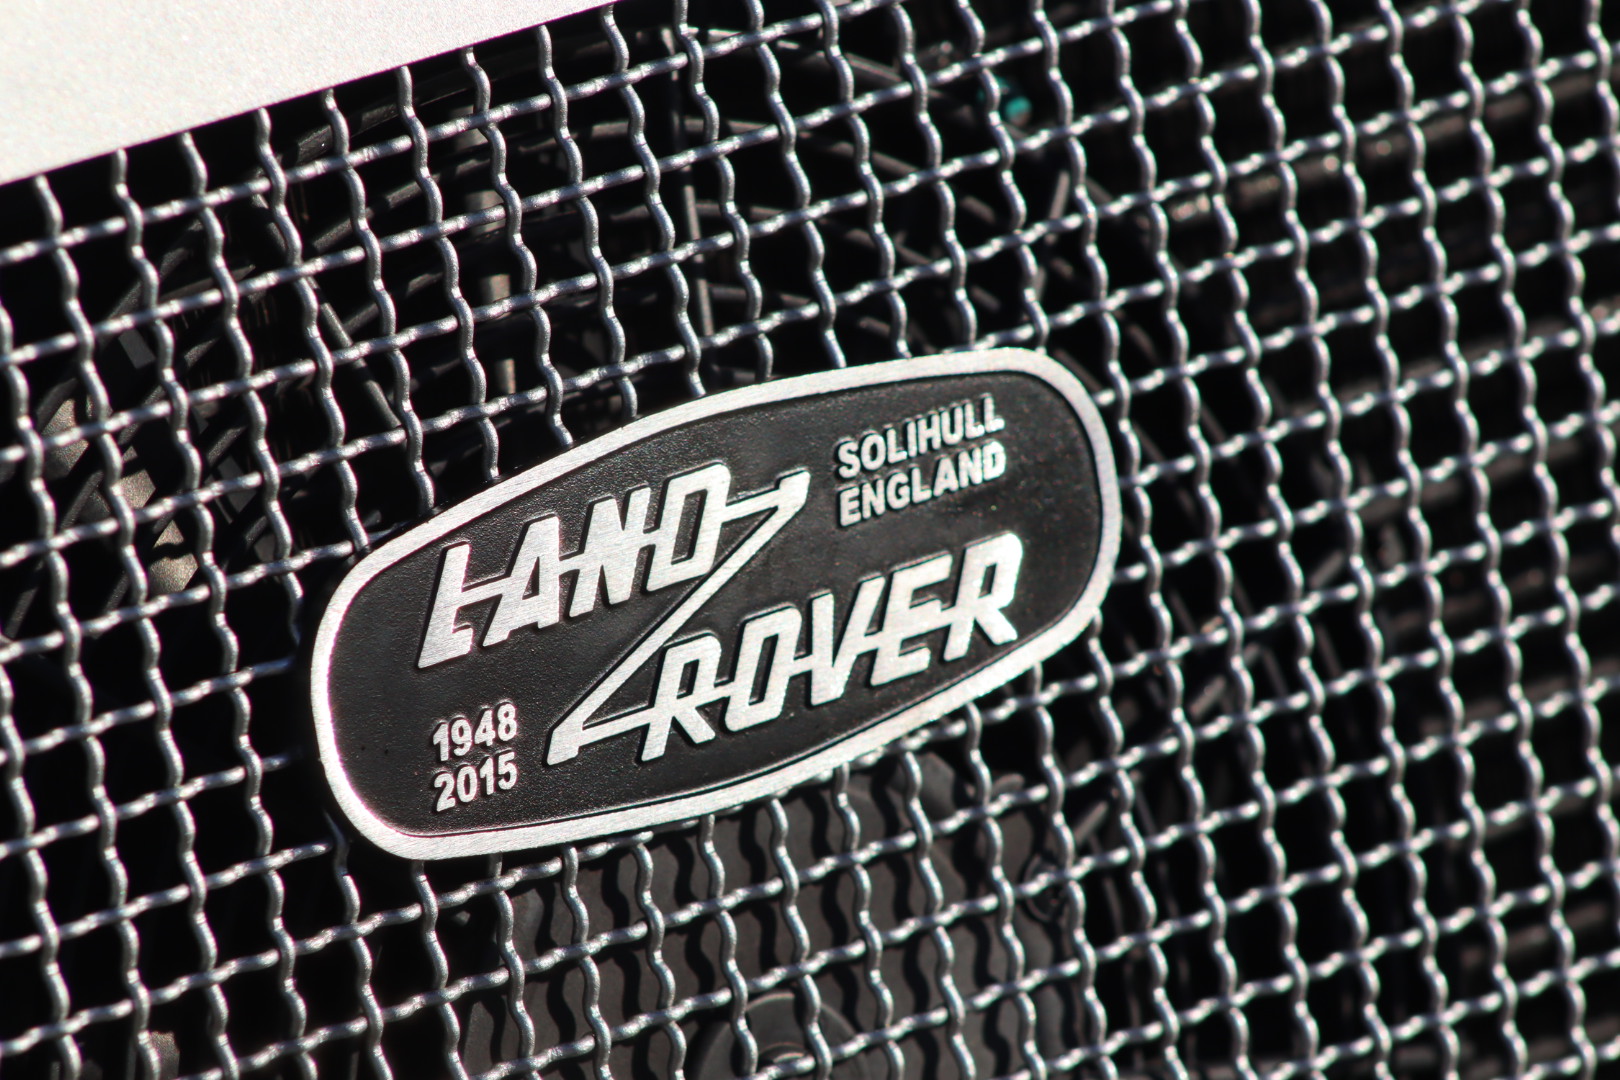 LAND
SOLIHULL
ENGLAND
ROVER
1948
2015